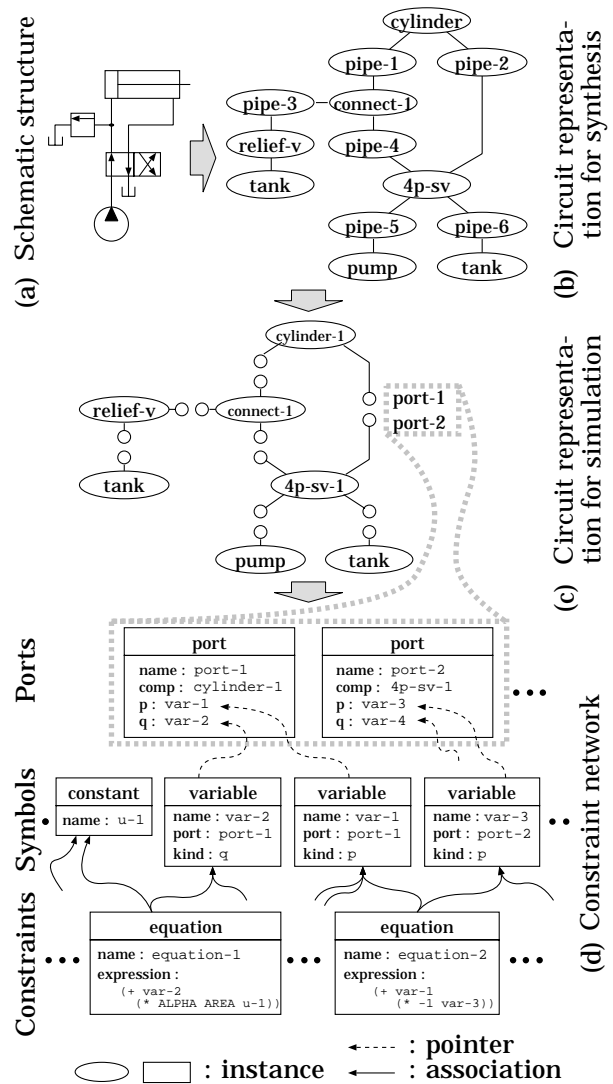 (a) Schematic structure
cylinder
pipe-1
pipe-2
pipe-3
connect-1
relief-v
pipe-4
tank
4p-sv
pipe-5
pipe-6
pump
tank
(b) Circuit representa-
tion for synthesis
cylinder-1
port-1
port-2
relief-v
connect-1
tank
4p-sv-1
pump
tank
(c) Circuit representa-
tion for simulation
Ports
port
name : port-1
comp : cylinder-1
p : var-1
q : var-2
port
name : port-2
comp : 4p-sv-1
p : var-3
q : var-4
Symbols
constant
name : u-1
variable
name : var-2
port : port-1
kind : q
variable
name : var-1
port : port-1
kind : p
variable
name : var-3
port : port-2
kind : p
Constraints
equation
name : equation-1
expression :
(+ var-2
(* ALPHA AREA u-1))
equation
name : equation-2
expression :
(+ var-1
(* -1 var-3))
(d) Constraint network
: instance
: pointer
: association